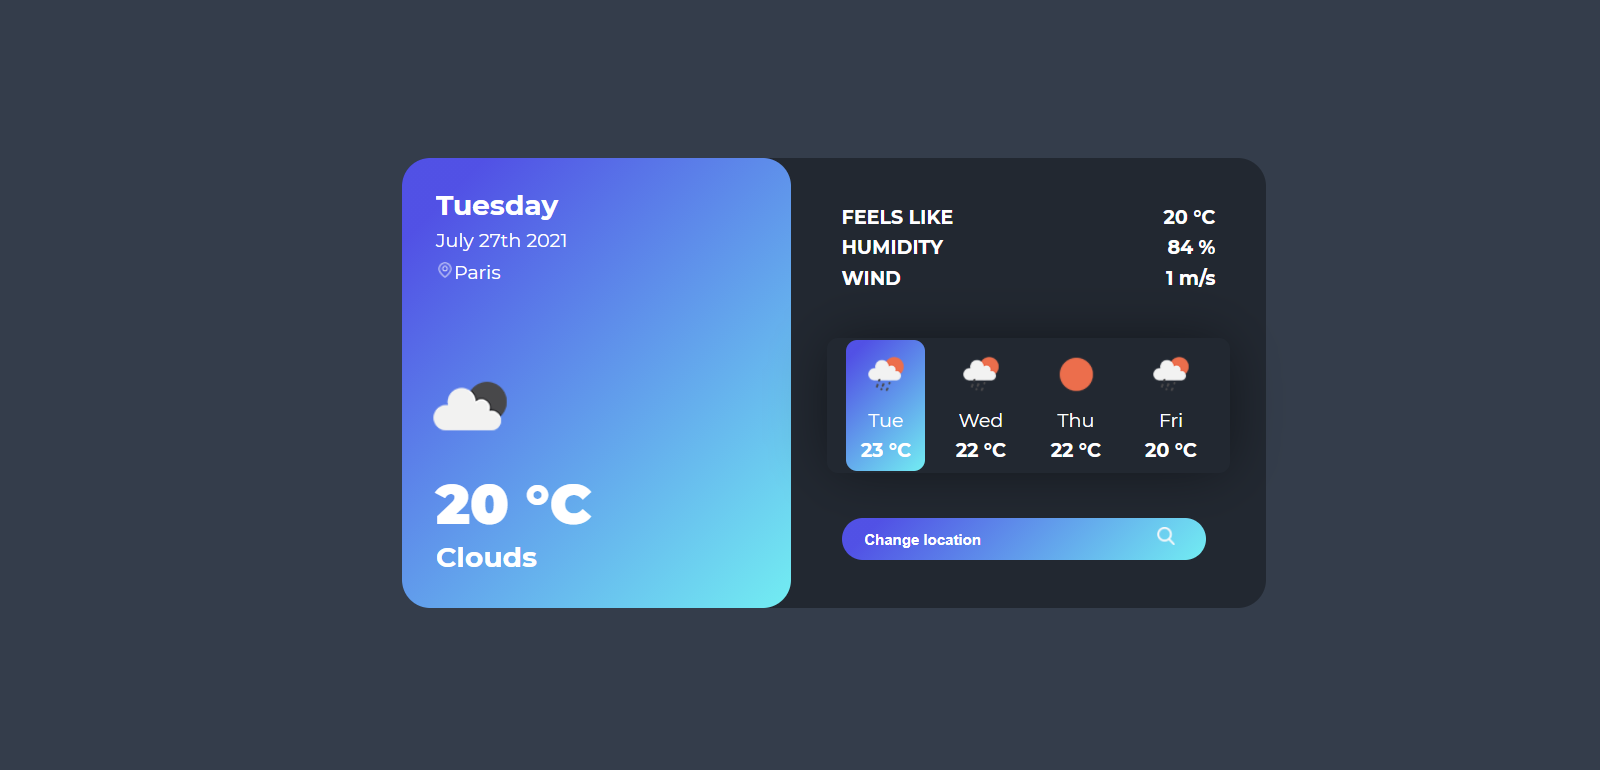 Tuesday
July 27th 2021
Paris
20 °C
Clouds
FEELS LIKE 20 °C
HUMIDITY 84 %
WIND 1 m/s
Tue Wed Thu Fri
23 °C 22 °C 22 °C 20 °C
Change location